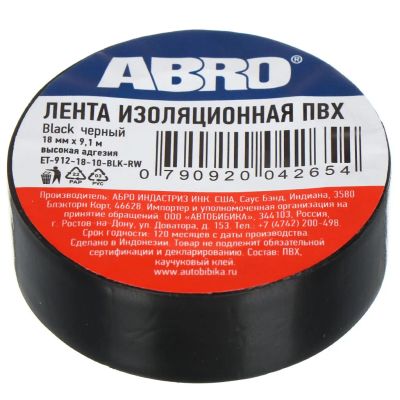 ABRO®
ЛЕНТА ИЗОЛЯЦИОННАЯ ПВХ
Black черный
18 мм х 9,1 м
высокая адгезия
ET-912-18-10-BLK-RW
PAP
PVC
0 790920 042654
Производитель: АБРО ИНДАСТРИЗ ИНК. США, Саус Бэнд, Индиана, 3580
Блэкторн Корт, 46628 Импортер и уполномоченная организация на
принятие обращений ООО «АВТОБИБИКА», 344103, Россия,
г. Ростов-на-Дону, ул. Доватора, д. 153. Тел. +7 (4742) 200-498.
Срок годности: 120 месяцев с даты производства.
Сделано в Индонезии. Товар не подлежит обязательной
сертификации и декларированию. Состав: ПВХ,
каучуковый клей.
www.autobibika.ru